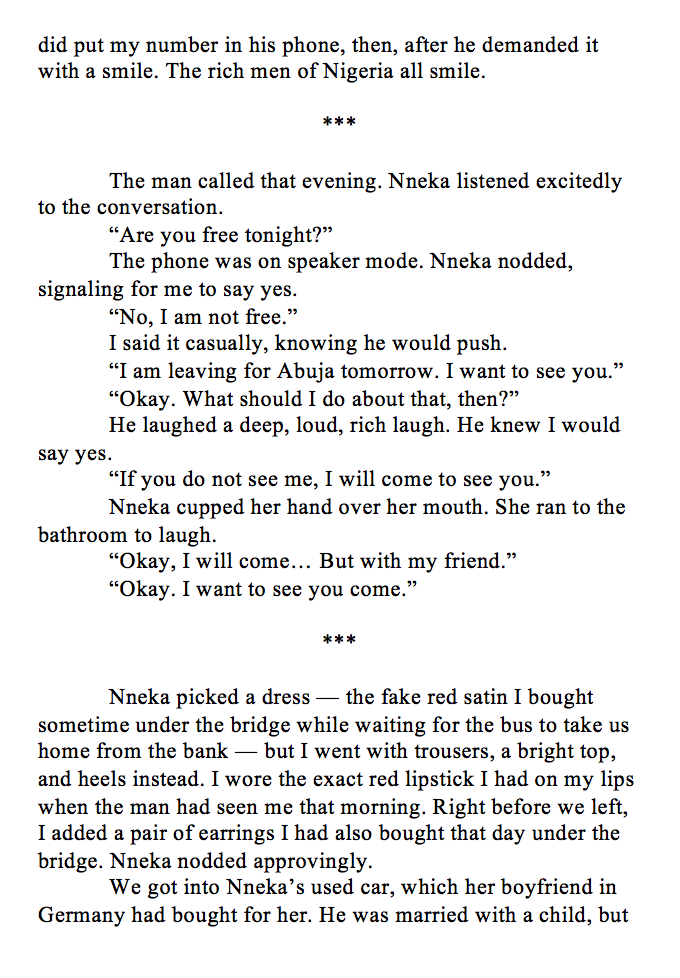 did put my number in his phone, then, after he demanded it
with a smile. The rich men of Nigeria all smile.
***
The man called that evening. Nneka listened excitedly
to the conversation.
“Are you free tonight?”
The phone was on speaker mode. Nneka nodded,
signaling for me to say yes.
“No, I am not free.”
I said it casually, knowing he would push.
“I am leaving for Abuja tomorrow. I want to see you.”
“Okay. What should I do about that, then?”
He laughed a deep, loud, rich laugh. He knew I would
say yes.
“If you do not see me, I will come to see you.”
Nneka cupped her hand over her mouth. She ran to the
bathroom to laugh.
“Okay, I will come… But with my friend.”
“Okay. I want to see you come.”
***
Nneka picked a dress — the fake red satin I bought
sometime under the bridge while waiting for the bus to take us
home from the bank — but I went with trousers, a bright top,
and heels instead. I wore the exact red lipstick I had on my lips
when the man had seen me that morning. Right before we left,
I added a pair of earrings I had also bought that day under the
bridge. Nneka nodded approvingly.
We got into Nneka’s used car, which her boyfriend in
Germany had bought for her. He was married with a child, but